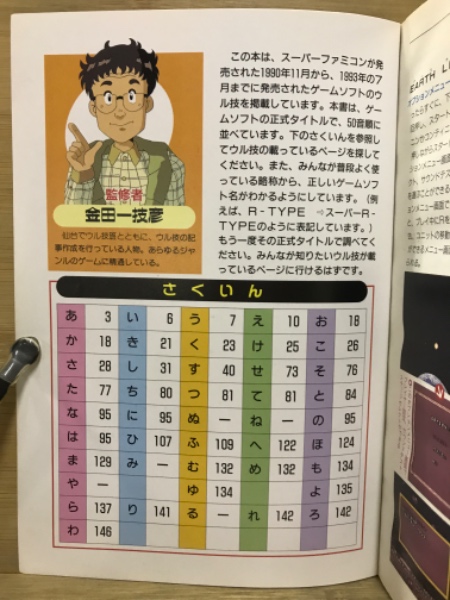 この本は、スーパーファミコンが発
売された1990年11月から、1993年の7
月までに発売されたゲームソフトのウ
ル技を掲載しています。本書は、ゲー
ムソフトの正式タイトルで、50音順に
並べています。下のさくいんを参照し
てウル技の載っているページを探して
ください。また、みんなが普段よく使
っている略称から、正しいゲームソフ
ト名がわかるようにしています。(例
えば、R-TYPE ⇨スーパーR-
TYPEのように表記しています。)
もう一度その正式タイトルで調べてく
ださい。みんなが知りたいウル技が載
っているページに行けるはずです。
監修者
金田一技彦
仙台でウル技芸とともに、ウル技の記
事作成を行っている人物。あらゆるジャ
ンルのゲームに精通している。
さくいん
あ 3 い 6 う 7 え 10 お 18
か 18 き 21 く 23 け 25 こ 26
さ 28 し 31 す 40 せ 73 そ 76
た 77 ち 80 つ 81 て 81 と 84
な 95 に 95 ぬ ー ね ー の 95
は 95 ひ 107 ふ 109 へ 122 ほ 124
ま 129 み ー む 132 め 132 も 134
や ー ゆ 134 よ 135
ら 137 り 141 る ー れ 142 ろ 142
わ 146